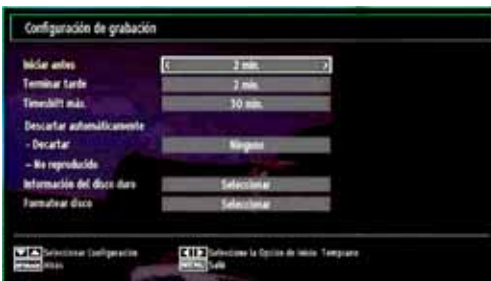 Configuración de grabación
Iniciar antes 2 min.
Terminar tarde 2 min.
Timeshift máx. 30 min.
Descartar automáticamente
- Decartar Ninguno
- No reproducido
Información del disco duro Seleccionar
Formatear disco Seleccionar
Seleccionar Configuración Seleccione la Opción de Inicio Temprano
Atrás MENU Salir